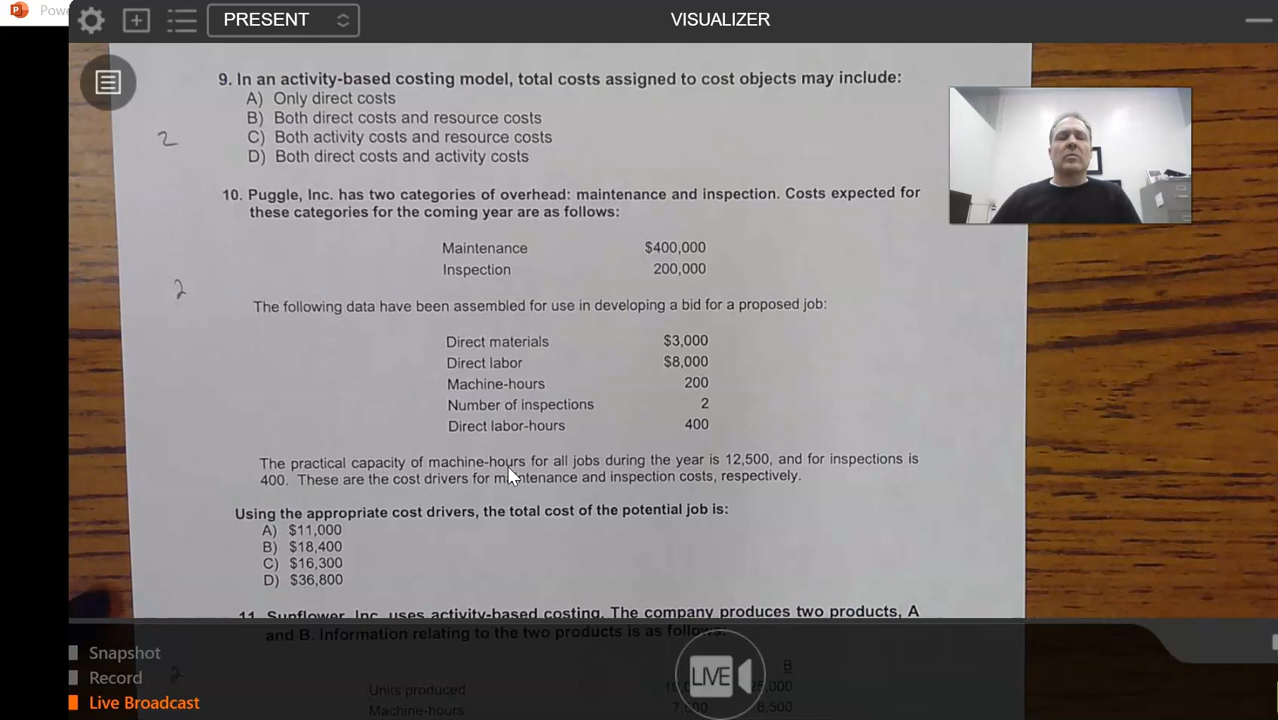 Powe
PRESENT
VISUALIZER
9. In an activity-based costing model, total costs assigned to cost objects may include:
A) Only direct costs
B) Both direct costs and resource costs
2
C) Both activity costs and resource costs
D) Both direct costs and activity costs
10. Puggle, Inc. has two categories of overhead: maintenance and inspection. Costs expected for
these categories for the coming year are as follows:
Maintenance $400,000
Inspection 200,000
2
The following data have been assembled for use in developing a bid for a proposed job:
Direct materials $3,000
Direct labor $8,000
Machine-hours 200
Number of inspections 2
Direct labor-hours 400
The practical capacity of machine-hours for all jobs during the year is 12,500, and for inspections is
400. These are the cost drivers for maintenance and inspection costs, respectively.
Using the appropriate cost drivers, the total cost of the potential job is:
A) $11,000
B) $18,400
C) $16,300
D) $36,800
11. Sunflower, Inc. uses activity-based costing. The company produces two products, A
and B. Information relating to the two products is as follows:
B
Units produced
Machine-hours 8,500
2
LIVE
Snapshot
Record
Live Broadcast